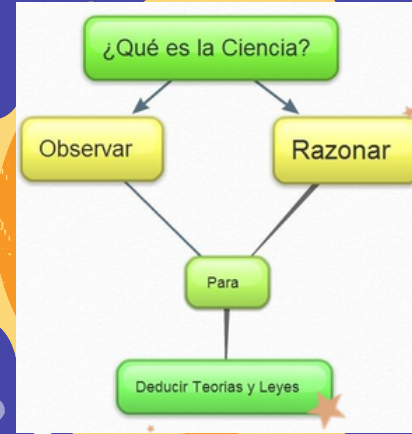 ¿Qué es la Ciencia?
Observar
Razonar
Para
Deducir Teorias y Leyes